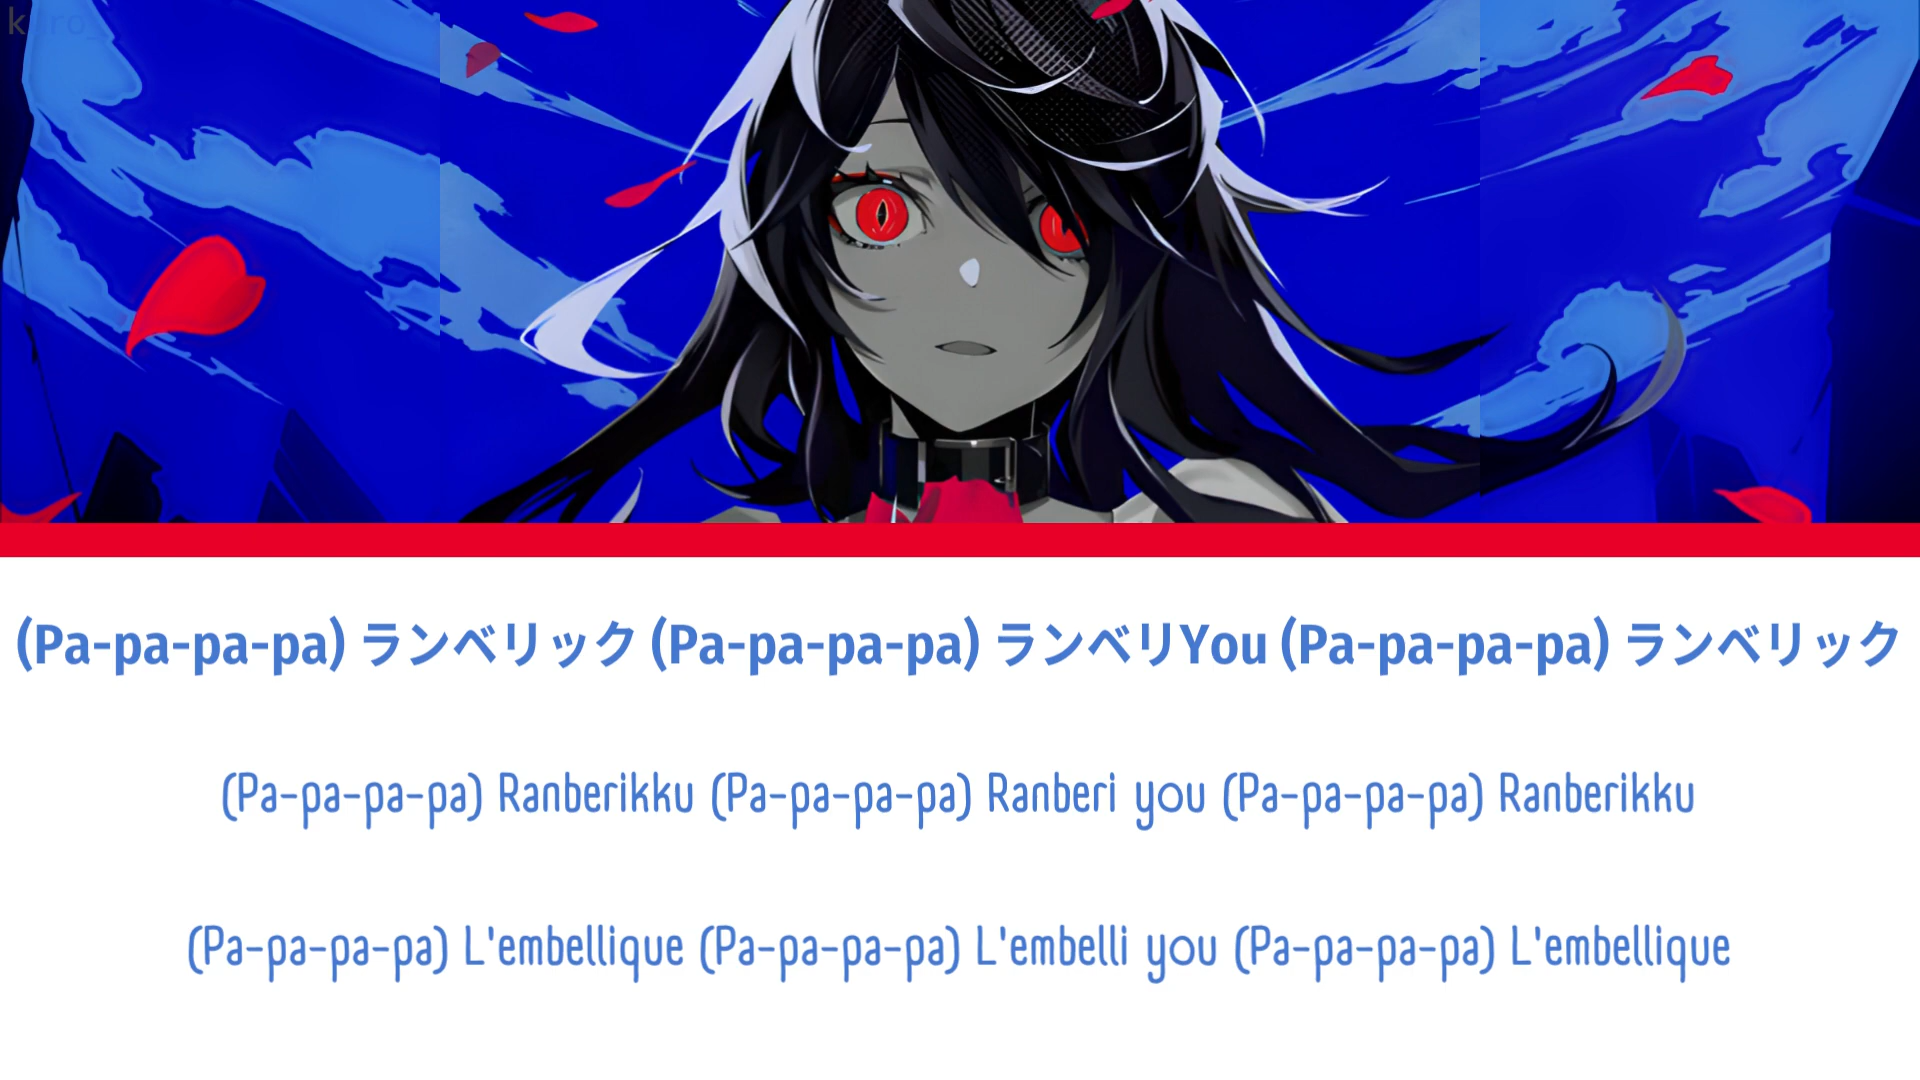 (Pa-pa-pa-pa) ランベリック (Pa-pa-pa-pa) ランベリYou (Pa-pa-pa-pa) ランベリック
(Pa-pa-pa-pa) Ranberikku (Pa-pa-pa-pa) Ranberi you (Pa-pa-pa-pa) Ranberikku
(Pa-pa-pa-pa) L'embellique (Pa-pa-pa-pa) L'embelli you (Pa-pa-pa-pa) L'embellique